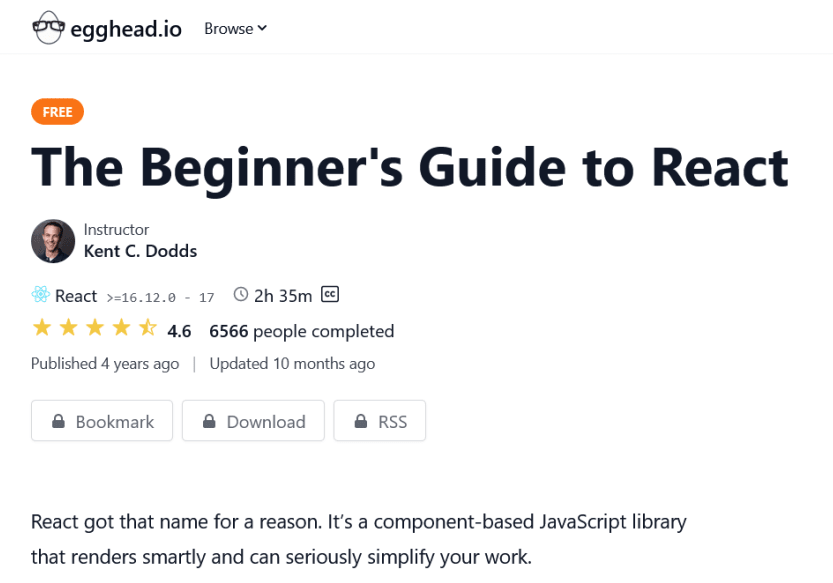 egghead.io Browse
FREE
The Beginner's Guide to React
Instructor
Kent C. Dodds
React >=16.12.0 - 17 2h 35m CC
4.6 6566 people completed
Published 4 years ago | Updated 10 months ago
Bookmark Download RSS
React got that name for a reason. It’s a component-based JavaScript library
that renders smartly and can seriously simplify your work.